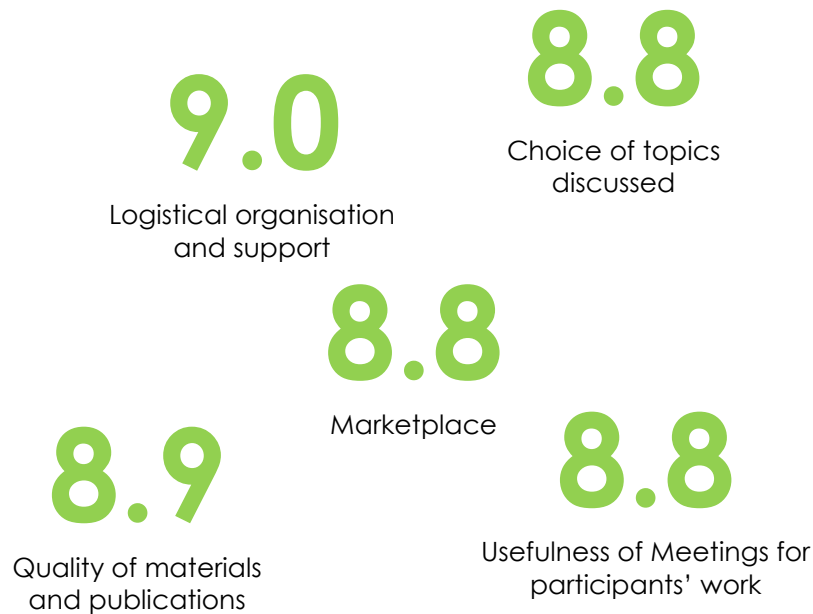 9.0
Logistical organisation
and support
8.8
Choice of topics
discussed
8.8
Marketplace
8.9
Quality of materials
and publications
8.8
Usefulness of Meetings for
participants’ work